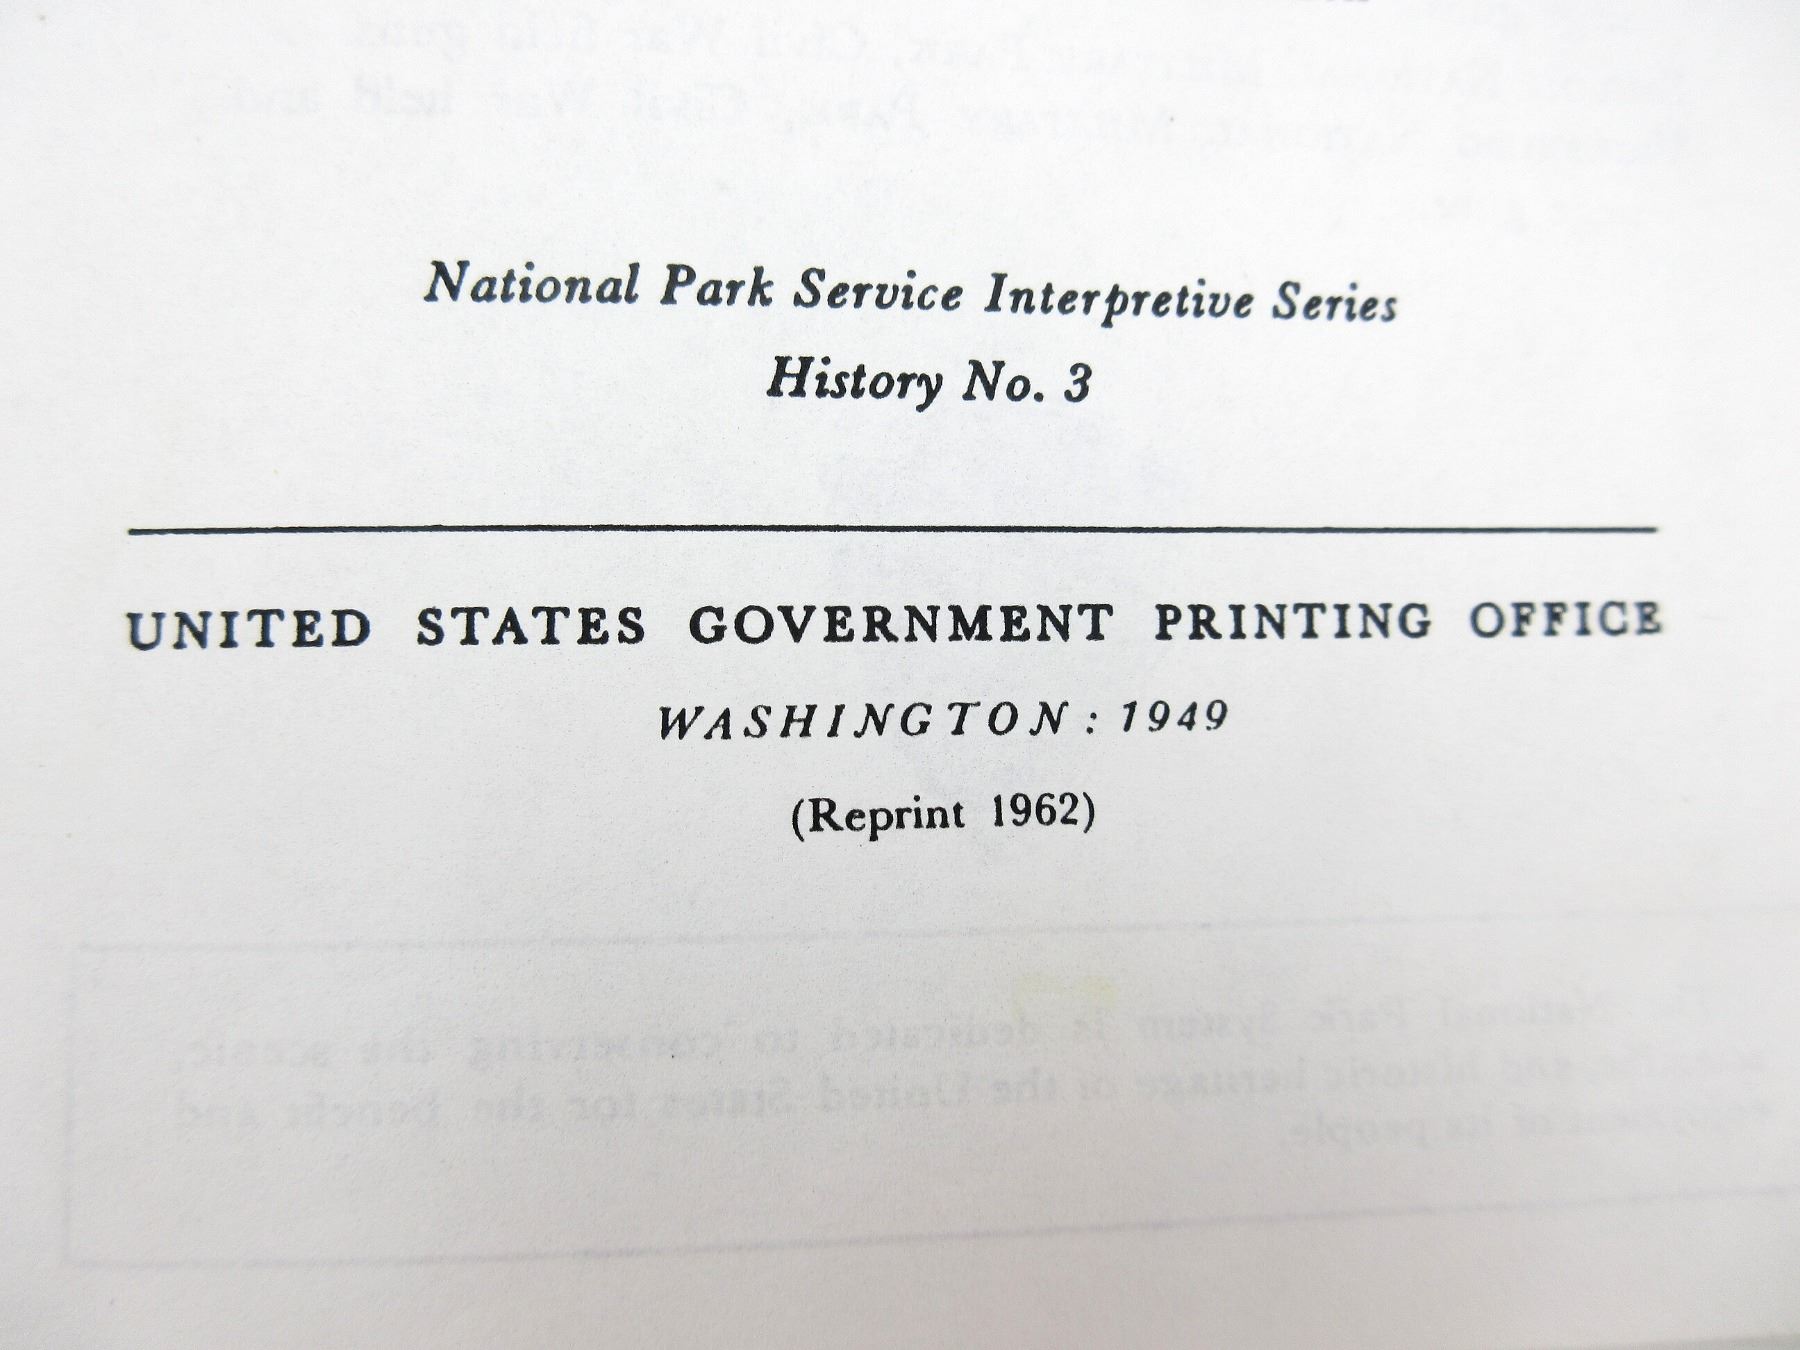 National Park Service Interpretive Series
History No. 3
UNITED STATES GOVERNMENT PRINTING OFFICE
WASHINGTON : 1949
(Reprint 1962)